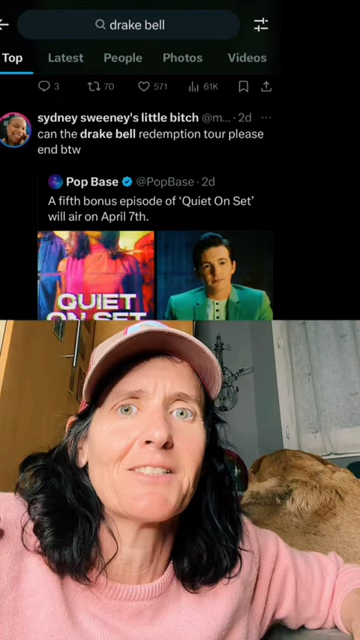 drake bell
Top Latest People Photos Videos
3 70 571 61K
sydney sweeney's little bitch @m... · 2d
can the drake bell redemption tour please
end btw
Pop Base @PopBase · 2d
A fifth bonus episode of 'Quiet On Set'
will air on April 7th.
QUIET
ON SET